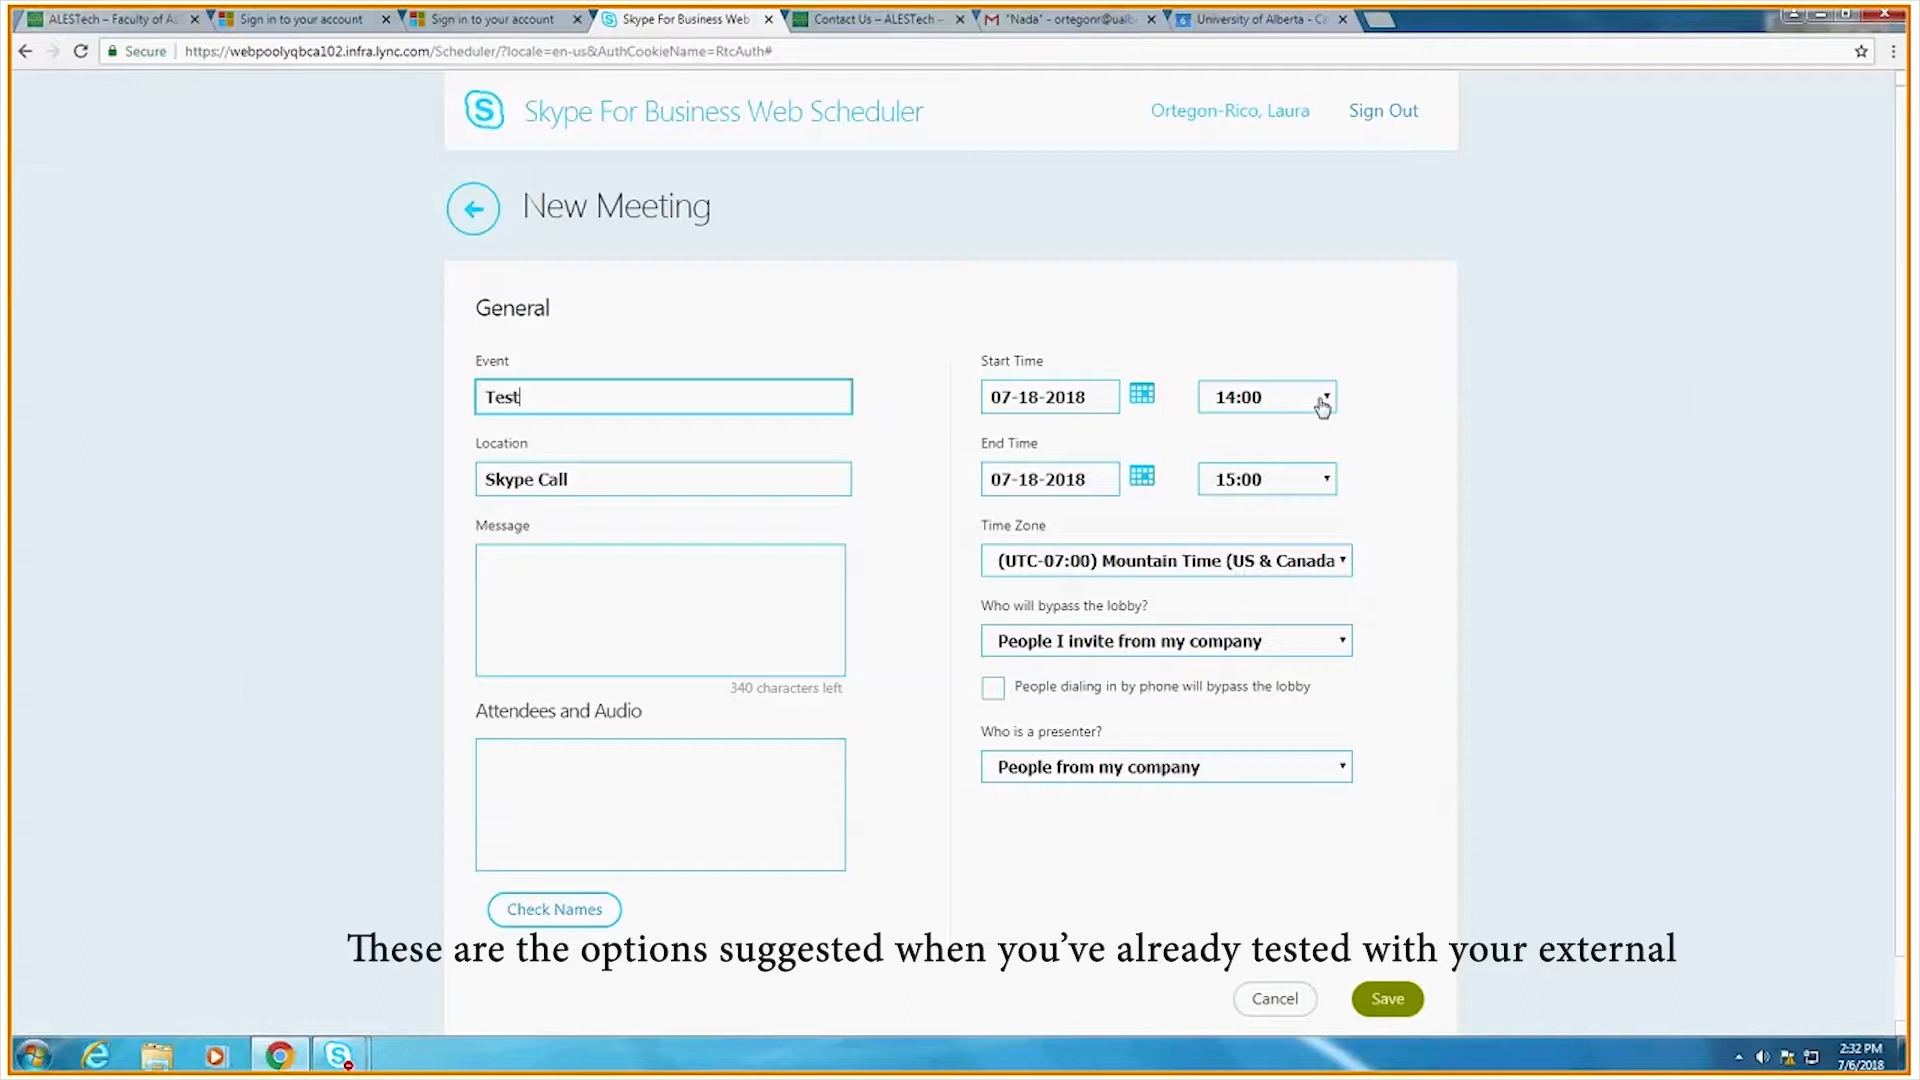 ALESTech – Faculty of AL
Sign in to your account
Sign in to your account
Skype For Business Web
Contact Us – ALESTech –
"Nada" - ortegonr@ualb
University of Alberta - Ca
Secure
https://webpoolyqbca102.infra.lync.com/Scheduler/?locale=en-us&AuthCookieName=RtcAuth#
Skype For Business Web Scheduler
Ortegon-Rico, Laura
Sign Out
New Meeting
General
Event
Test
Location
Skype Call
Message
340 characters left
Attendees and Audio
Check Names
Start Time
07-18-2018
14:00
End Time
07-18-2018
15:00
Time Zone
(UTC-07:00) Mountain Time (US & Canada
Who will bypass the lobby?
People I invite from my company
People dialing in by phone will bypass the lobby
Who is a presenter?
People from my company
These are the options suggested when you've already tested with your external
Cancel
Save
2:32 PM
7/6/2018